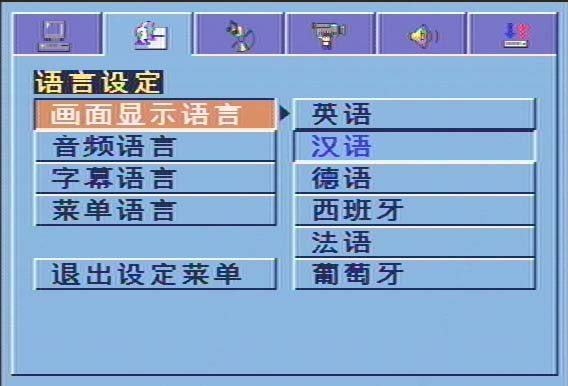 语言设定
画面显示语言
音频语言
字幕语言
菜单语言
退出设定菜单
英语
汉语
德语
西班牙
法语
葡萄牙